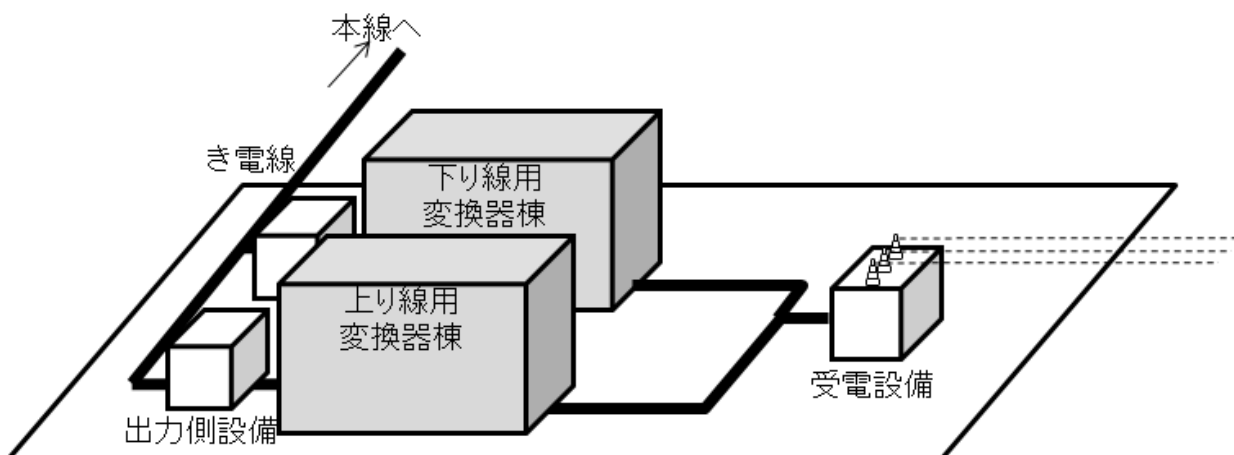 本線へ
き電線
下り線用
変換器棟
上り線用
変換器棟
受電設備
出力側設備